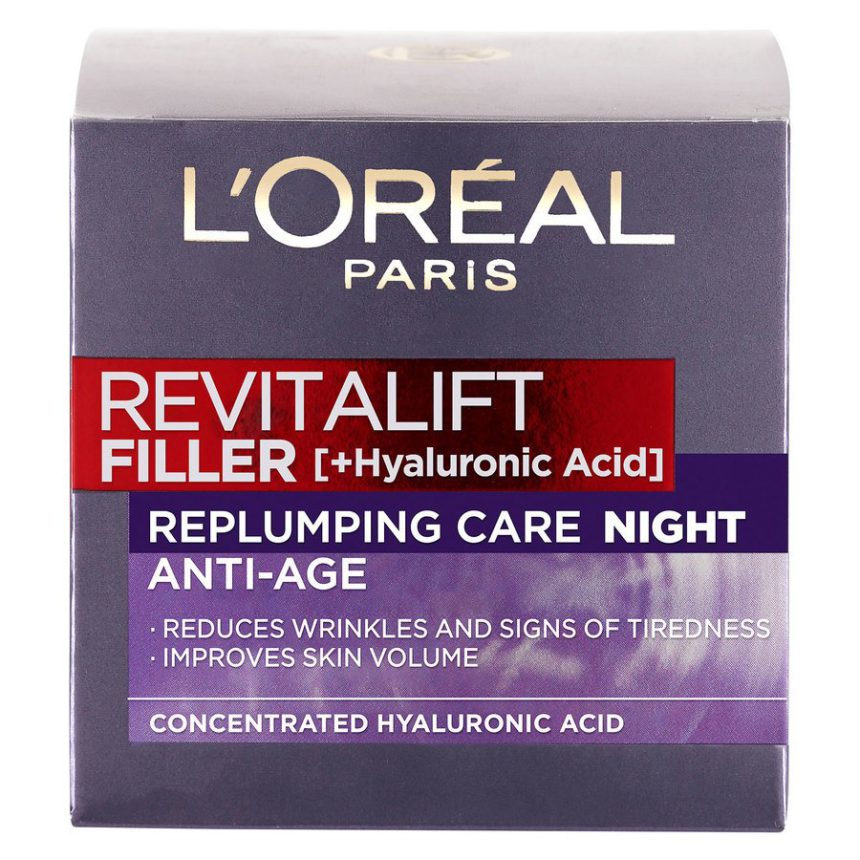 L'ORÉAL
PARIS
REVITALIFT
FILLER [+Hyaluronic Acid]
REPLUMPING CARE NIGHT
ANTI-AGE
· REDUCES WRINKLES AND SIGNS OF TIREDNESS
· IMPROVES SKIN VOLUME
CONCENTRATED HYALURONIC ACID